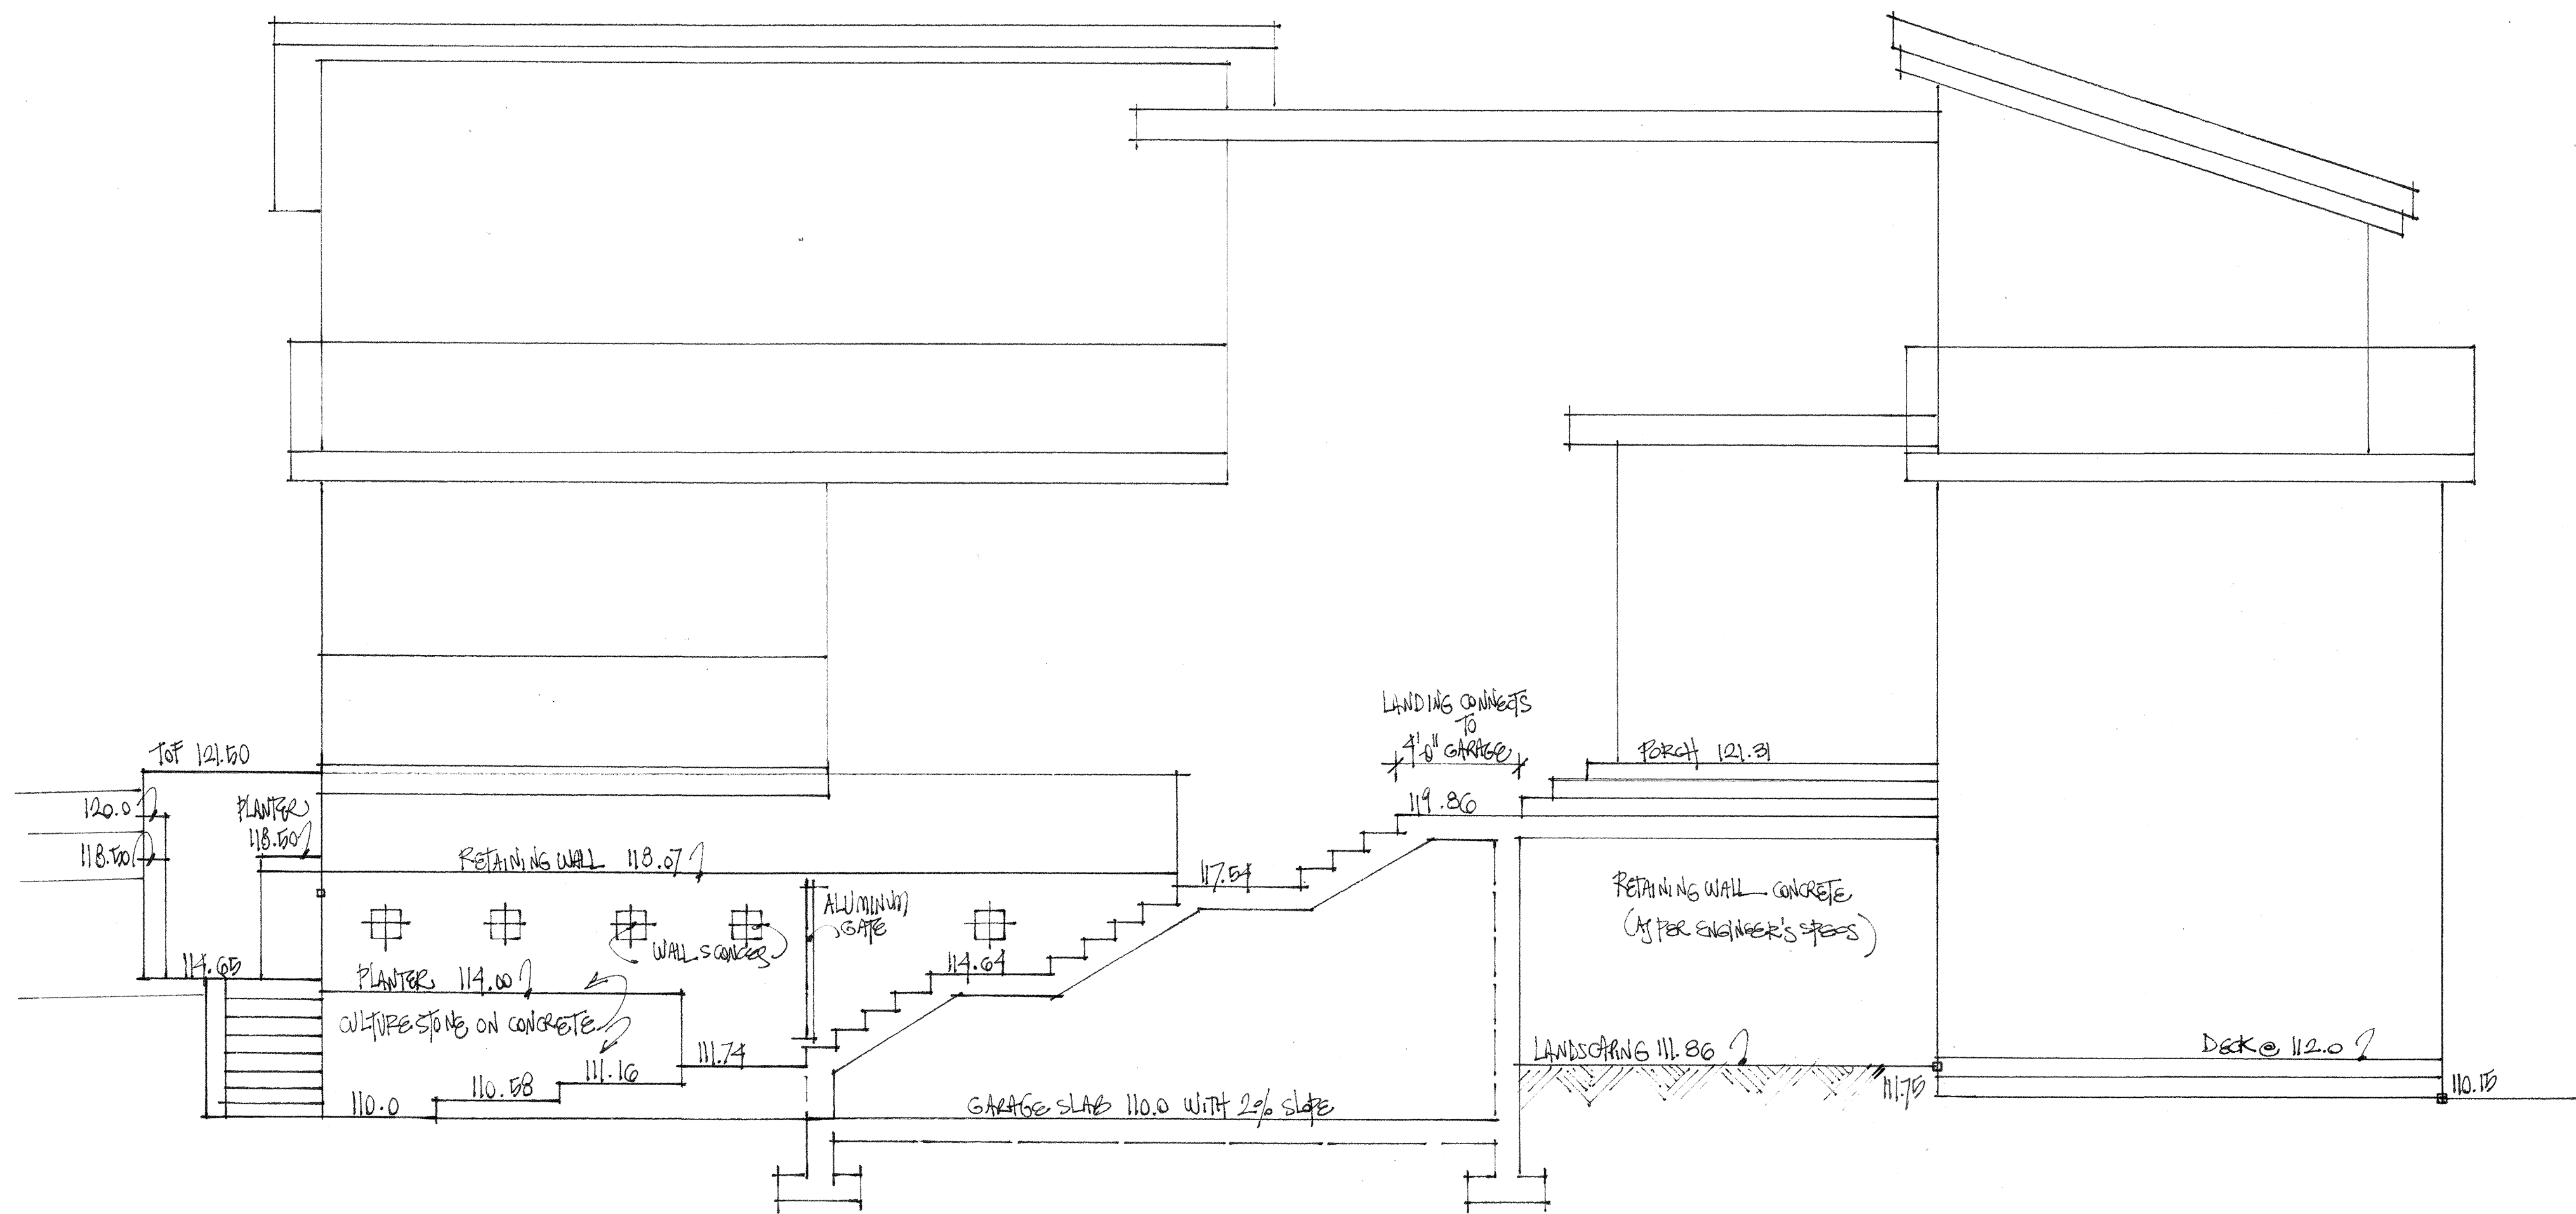 LANDING CONNECTS
TO
4'-0" GARAGE
TOF 121.50
PORCH 121.31
120.0
PLANTER
118.50
119.86
118.50
RETAINING WALL 118.07
117.54
RETAINING WALL CONCRETE
(AS PER ENGINEER'S SPECS)
ALUMINUM
GATE
WALL SCONCES
114.65
PLANTER 114.00
114.64
CULTURE STONE ON CONCRETE
111.74
LANDSCAPING 111.86
DECK @ 112.0
111.16
110.58
111.75
110.15
110.0
GARAGE SLAB 110.0 WITH 2% SLOPE